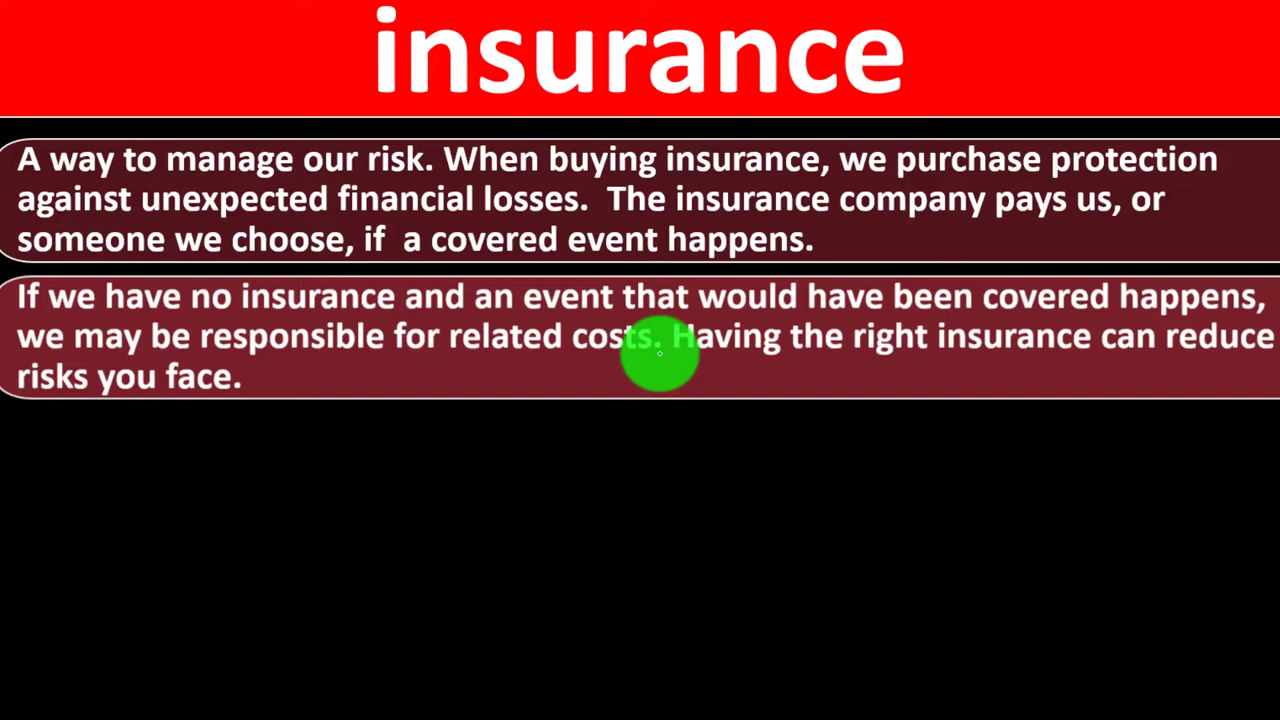 insurance
A way to manage our risk. When buying insurance, we purchase protection
against unexpected financial losses.  The insurance company pays us, or
someone we choose, if  a covered event happens.
If we have no insurance and an event that would have been covered happens,
we may be responsible for related costs. Having the right insurance can reduce
risks you face.